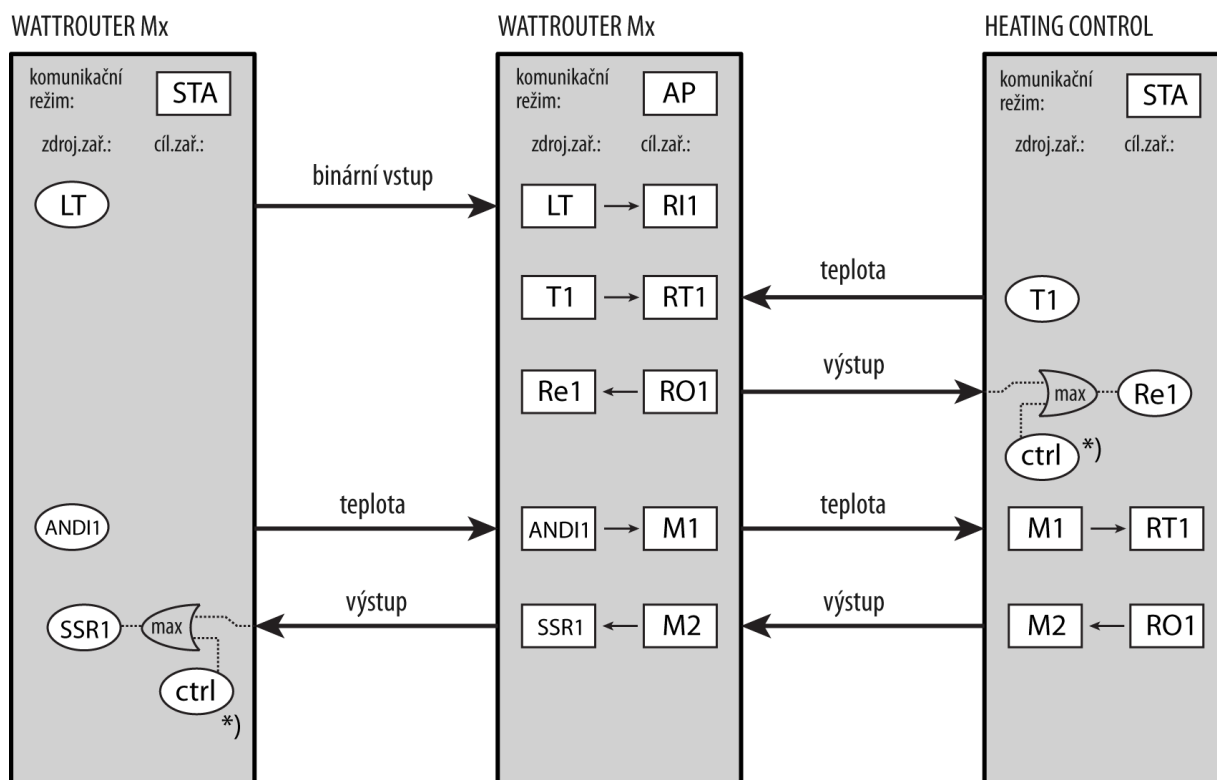 WATTROUTER Mx
WATTROUTER Mx
HEATING CONTROL
komunikační
režim:
STA
komunikační
režim:
AP
komunikační
režim:
STA
zdroj.zař.:
cíl.zař.:
zdroj.zař.:
cíl.zař.:
zdroj.zař.:
cíl.zař.:
LT
binární vstup
LT
RI1
T1
RT1
teplota
T1
Re1
RO1
výstup
max
Re1
ctrl
*)
ANDI1
teplota
ANDI1
M1
teplota
M1
RT1
SSR1
max
výstup
SSR1
M2
výstup
M2
RO1
ctrl
*)